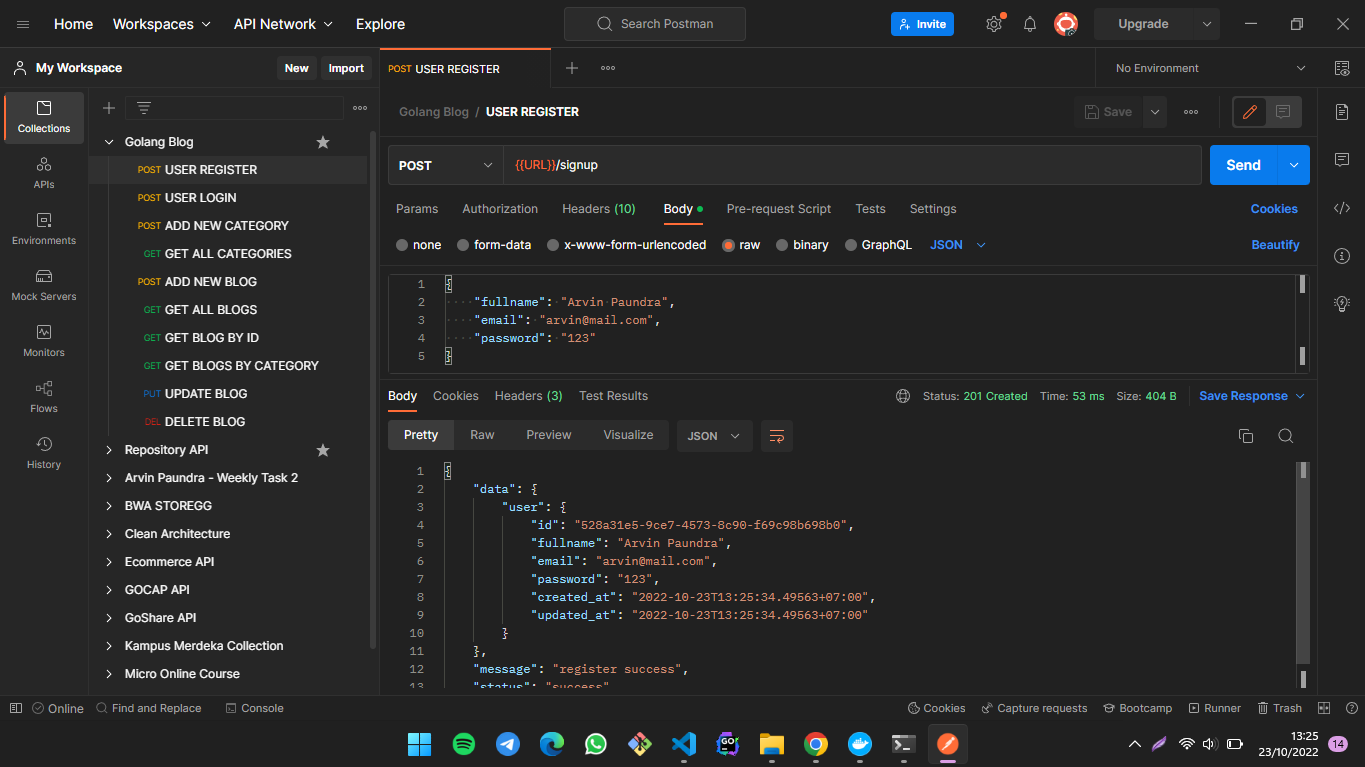 Home Workspaces API Network Explore Search Postman Invite Upgrade
My Workspace New Import POST USER REGISTER No Environment
Collections
APIs
Environments
Mock Servers
Monitors
Flows
History
Golang Blog
POST USER REGISTER
POST USER LOGIN
POST ADD NEW CATEGORY
GET GET ALL CATEGORIES
POST ADD NEW BLOG
GET GET ALL BLOGS
GET GET BLOG BY ID
GET GET BLOGS BY CATEGORY
PUT UPDATE BLOG
DEL DELETE BLOG
Repository API
Arvin Paundra - Weekly Task 2
BWA STOREGG
Clean Architecture
Ecommerce API
GOCAP API
GoShare API
Kampus Merdeka Collection
Micro Online Course
Golang Blog / USER REGISTER Save
POST {{URL}}/signup Send
Params Authorization Headers (10) Body Pre-request Script Tests Settings Cookies
none form-data x-www-form-urlencoded raw binary GraphQL JSON Beautify
1 {
2 "fullname": "Arvin Paundra",
3 "email": "arvin@mail.com",
4 "password": "123"
5 }
Body Cookies Headers (3) Test Results Status: 201 Created Time: 53 ms Size: 404 B Save Response
Pretty Raw Preview Visualize JSON
1 {
2 "data": {
3 "user": {
4 "id": "528a31e5-9ce7-4573-8c90-f69c98b698b0",
5 "fullname": "Arvin Paundra",
6 "email": "arvin@mail.com",
7 "password": "123",
8 "created_at": "2022-10-23T13:25:34.49563+07:00",
9 "updated_at": "2022-10-23T13:25:34.49563+07:00"
10 }
11 },
12 "message": "register success",
13 "status": "success"
Online Find and Replace Console Cookies Capture requests Bootcamp Runner Trash
GO
13:25
23/10/2022
14